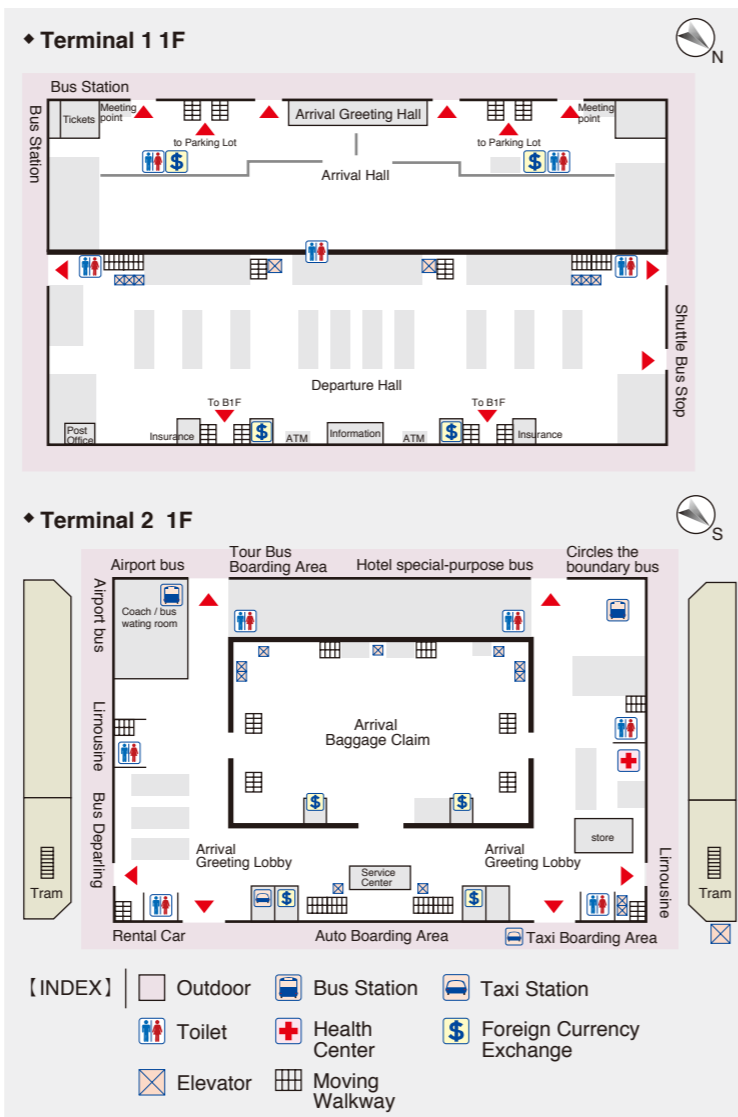 ◆ Terminal 1 1F
N
Bus Station
Bus Station
Tickets
Meeting
point
to Parking Lot
Arrival Greeting Hall
to Parking Lot
Meeting
point
Arrival Hall
Shuttle Bus Stop
Departure Hall
To B1F
To B1F
Post
Office
Insurance
ATM
Information
ATM
Insurance
◆ Terminal 2 1F
S
Airport bus
Tour Bus
Boarding Area
Hotel special-purpose bus
Circles the
boundary bus
Airport bus
Coach / bus
wating room
Limousine
Arrival
Baggage Claim
Bus Departing
store
Arrival
Greeting Lobby
Arrival
Greeting Lobby
Service
Center
Limousine
Tram
Tram
Rental Car
Auto Boarding Area
Taxi Boarding Area
【INDEX】
Outdoor
Bus Station
Taxi Station
Toilet
Health
Center
Foreign Currency
Exchange
Elevator
Moving
Walkway